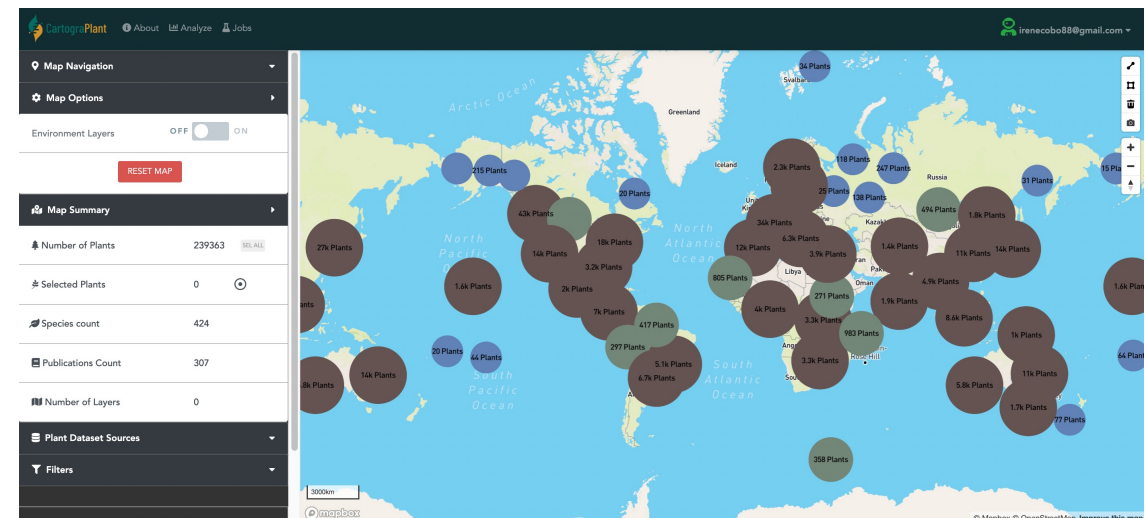 CartograPlant About Analyze Jobs irenecobo88@gmail.com
Map Navigation
Map Options
Environment Layers OFF ON
RESET MAP
Map Summary
Number of Plants 239363 SEL ALL
Selected Plants 0
Species count 424
Publications Count 307
Number of Layers 0
Plant Dataset Sources
Filters
34 Plants
Svalbard
Arctic Ocean
Greenland
Iceland
215 Plants
20 Plants
2.3k Plants
118 Plants
247 Plants
Russia
31 Plants
15 Pla
25 Plants
138 Plants
43k Plants
494 Plants
1.8k Plants
34k Plants
Kazak
North
Pacific
North
Atlantic
Ocean
27k Plants
18k Plants
14k Plants
3.2k Plants
12k Plants
6.3k Plants
3.9k Plants
1.4k Plants
11k Plants
14k Plants
Libya
ran
Pak
Oman
1.6k Plants
2k Plants
805 Plants
4.9k Plants
1.6k Plan
ants
7k Plants
417 Plants
4k Plants
271 Plants
3.3k Plants
1.9k Plants
8.6k Plants
983 Plants
1k Plants
297 Plants
Ango
Rose Hill
20 Plants
44 Plants
5.1k Plants
3.3k Plants
64 Plant
.8k Plants
14k Plants
South
Pacific
Ocean
6.7k Plants
South
Atlantic
Ocean
Sou
5.8k Plants
11k Plants
1.7k Plants
77 Plants
358 Plants
3000km
mapbox
© Mapbox © OpenStreetMap Improve this map